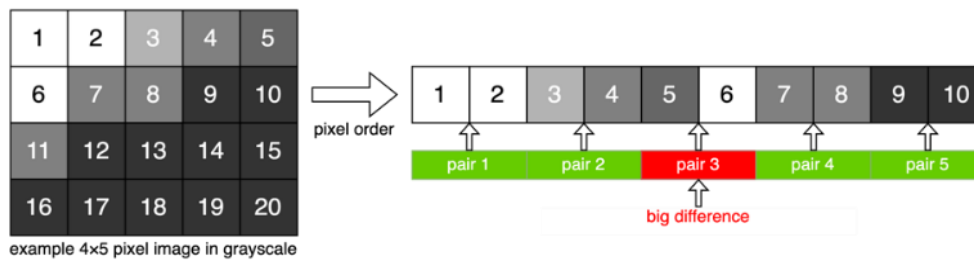 1 2 3 4 5
6 7 8 9 10
11 12 13 14 15
16 17 18 19 20
example 4×5 pixel image in grayscale
pixel order
1 2 3 4 5 6 7 8 9 10
pair 1 pair 2 pair 3 pair 4 pair 5
big difference